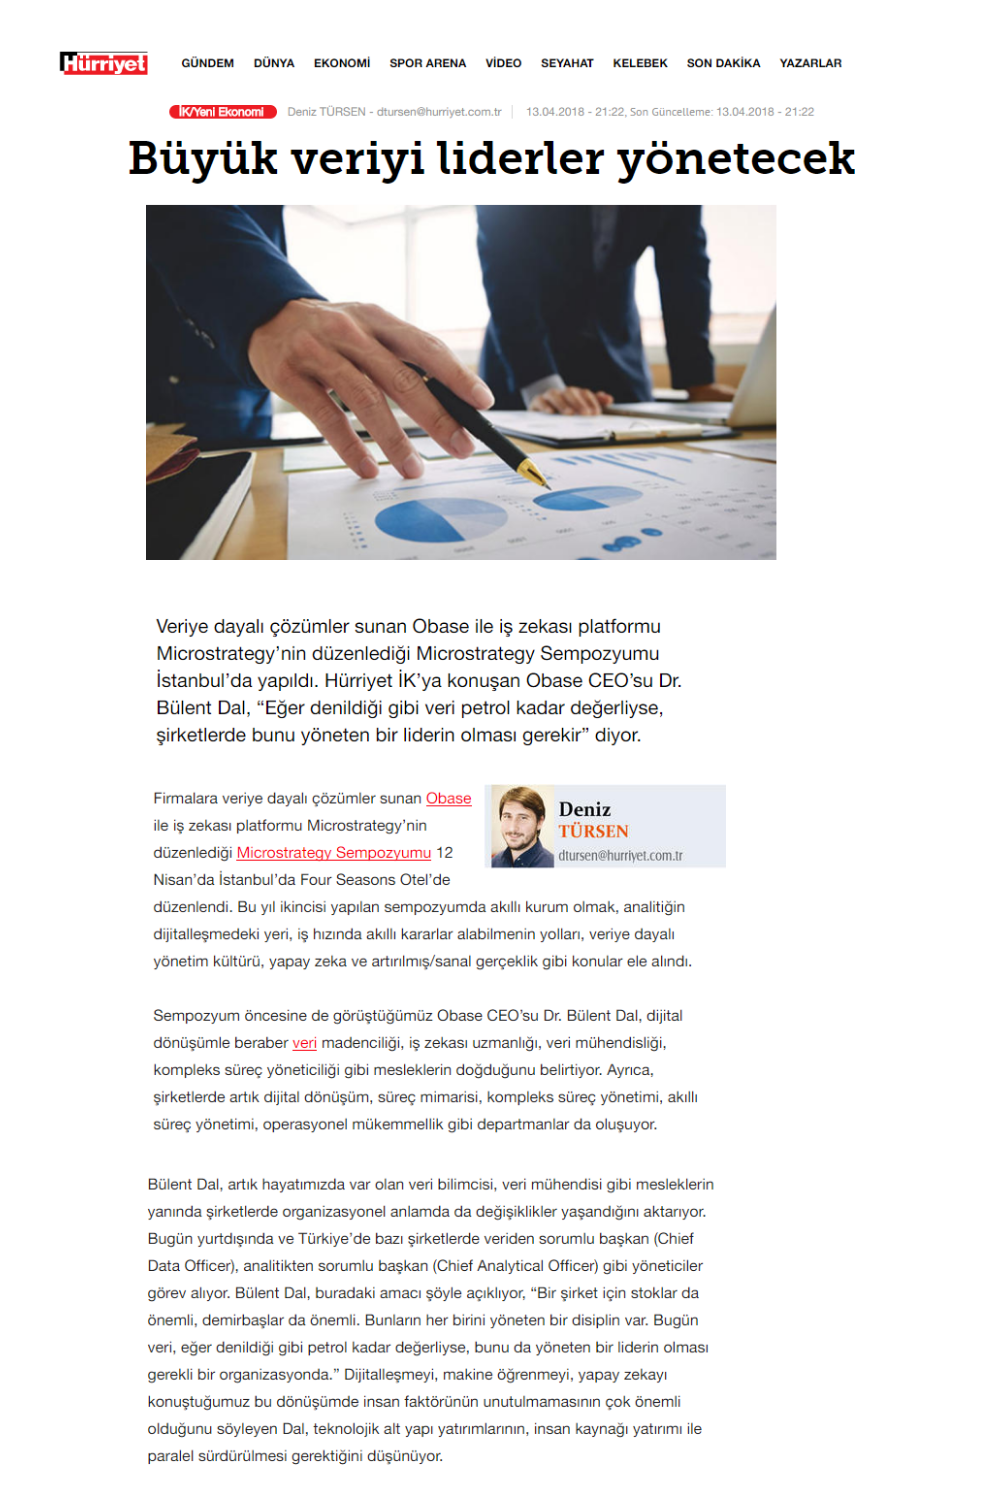 Hürriyet
GÜNDEM DÜNYA EKONOMİ SPOR ARENA VİDEO SEYAHAT KELEBEK SON DAKİKA YAZARLAR
İK/Yeni Ekonomi Deniz TÜRSEN - dtursen@hurriyet.com.tr 13.04.2018 - 21:22, Son Güncelleme: 13.04.2018 - 21:22
Büyük veriyi liderler yönetecek
Veriye dayalı çözümler sunan Obase ile iş zekası platformu
Microstrategy’nin düzenlediği Microstrategy Sempozyumu
İstanbul’da yapıldı. Hürriyet İK’ya konuşan Obase CEO’su Dr.
Bülent Dal, “Eğer denildiği gibi veri petrol kadar değerliyse,
şirketlerde bunu yöneten bir liderin olması gerekir” diyor.
Firmalara veriye dayalı çözümler sunan Obase
ile iş zekası platformu Microstrategy’nin
düzenlediği Microstrategy Sempozyumu 12
Nisan’da İstanbul’da Four Seasons Otel’de
Deniz
TÜRSEN
dtursen@hurriyet.com.tr
düzenlendi. Bu yıl ikincisi yapılan sempozyumda akıllı kurum olmak, analitiğin
dijitalleşmedeki yeri, iş hızında akıllı kararlar alabilmenin yolları, veriye dayalı
yönetim kültürü, yapay zeka ve artırılmış/sanal gerçeklik gibi konular ele alındı.
Sempozyum öncesine de görüştüğümüz Obase CEO’su Dr. Bülent Dal, dijital
dönüşümle beraber veri madenciliği, iş zekası uzmanlığı, veri mühendisliği,
kompleks süreç yöneticiliği gibi mesleklerin doğduğunu belirtiyor. Ayrıca,
şirketlerde artık dijital dönüşüm, süreç mimarisi, kompleks süreç yönetimi, akıllı
süreç yönetimi, operasyonel mükemmellik gibi departmanlar da oluşuyor.
Bülent Dal, artık hayatımızda var olan veri bilimcisi, veri mühendisi gibi mesleklerin
yanında şirketlerde organizasyonel anlamda da değişiklikler yaşandığını aktarıyor.
Bugün yurtdışında ve Türkiye’de bazı şirketlerde veriden sorumlu başkan (Chief
Data Officer), analitikten sorumlu başkan (Chief Analytical Officer) gibi yöneticiler
görev alıyor. Bülent Dal, buradaki amacı şöyle açıklıyor, “Bir şirket için stoklar da
önemli, demirbaşlar da önemli. Bunların her birini yöneten bir disiplin var. Bugün
veri, eğer denildiği gibi petrol kadar değerliyse, bunu da yöneten bir liderin olması
gerekli bir organizasyonda.” Dijitalleşmeyi, makine öğrenmeyi, yapay zekayı
konuştuğumuz bu dönüşümde insan faktörünün unutulmamasının çok önemli
olduğunu söyleyen Dal, teknolojik alt yapı yatırımlarının, insan kaynağı yatırımı ile
paralel sürdürülmesi gerektiğini düşünüyor.